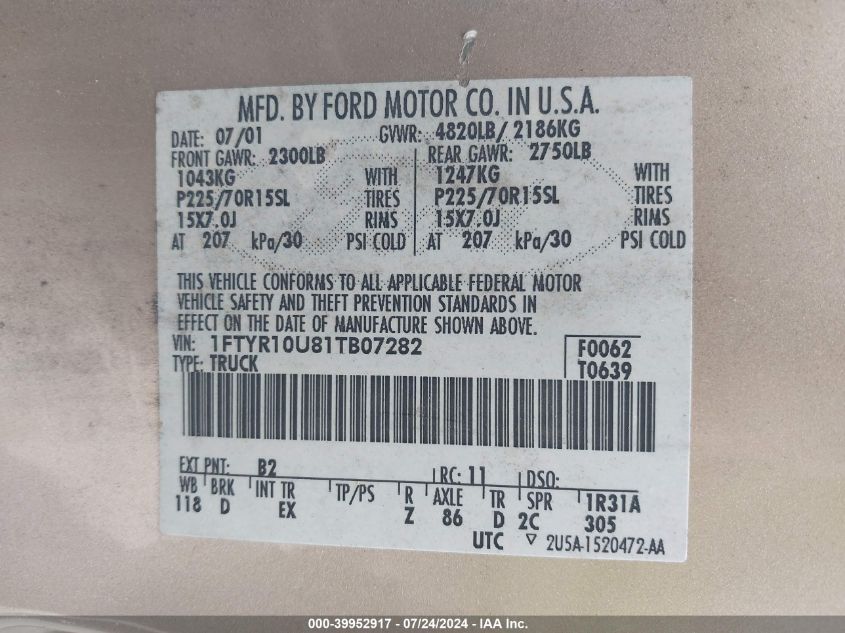 MFD. BY FORD MOTOR CO. IN U.S.A.
DATE: 07/01 GVWR: 4820LB/ 2186KG
FRONT GAWR: 2300LB REAR GAWR: 2750LB
1043KG WITH 1247KG WITH
P225/70R15SL TIRES P225/70R15SL TIRES
15X7.0J RIMS 15X7.0J RIMS
AT 207 kPa/30 PSI COLD AT 207 kPa/30 PSI COLD
THIS VEHICLE CONFORMS TO ALL APPLICABLE FEDERAL MOTOR
VEHICLE SAFETY AND THEFT PREVENTION STANDARDS IN
EFFECT ON THE DATE OF MANUFACTURE SHOWN ABOVE.
VIN: 1FTYR10U81TB07282 F0062
TYPE: TRUCK T0639
EXT PNT: B2 RC: 11 DSO:
WB BRK INT TR TP/PS R AXLE TR SPR 1R31A
118 D EX Z 86 D 2C 305
UTC ▽ 2U5A-1520472-AA
000-39952917 - 07/24/2024 - IAA Inc.